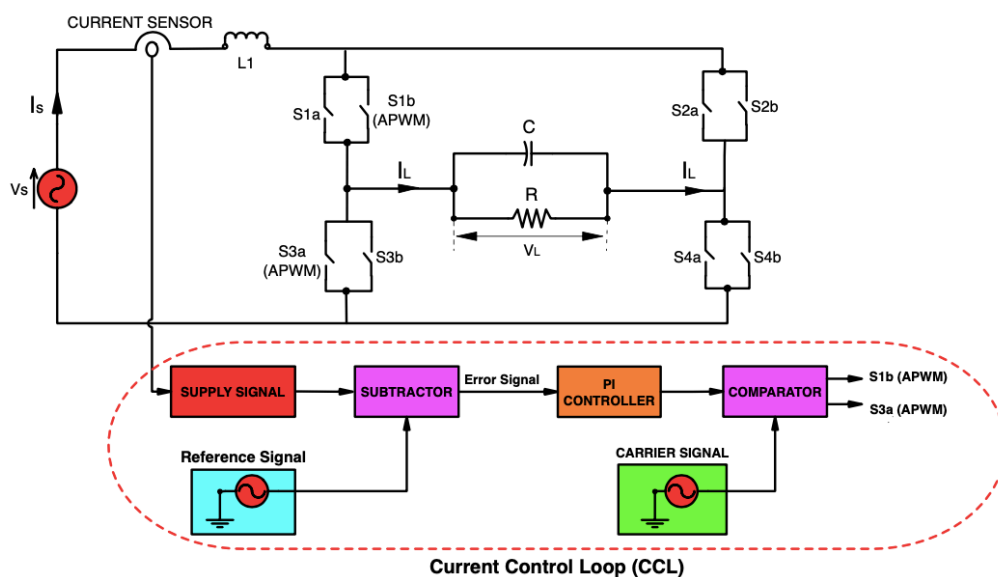 CURRENT SENSOR
L1
Is
Vs
S1a
S1b
(APWM)
S2a
S2b
C
IL
IL
R
VL
S3a
(APWM)
S3b
S4a
S4b
SUPPLY SIGNAL
SUBTRACTOR
Error Signal
PI
CONTROLLER
COMPARATOR
S1b (APWM)
S3a (APWM)
Reference Signal
CARRIER SIGNAL
Current Control Loop (CCL)